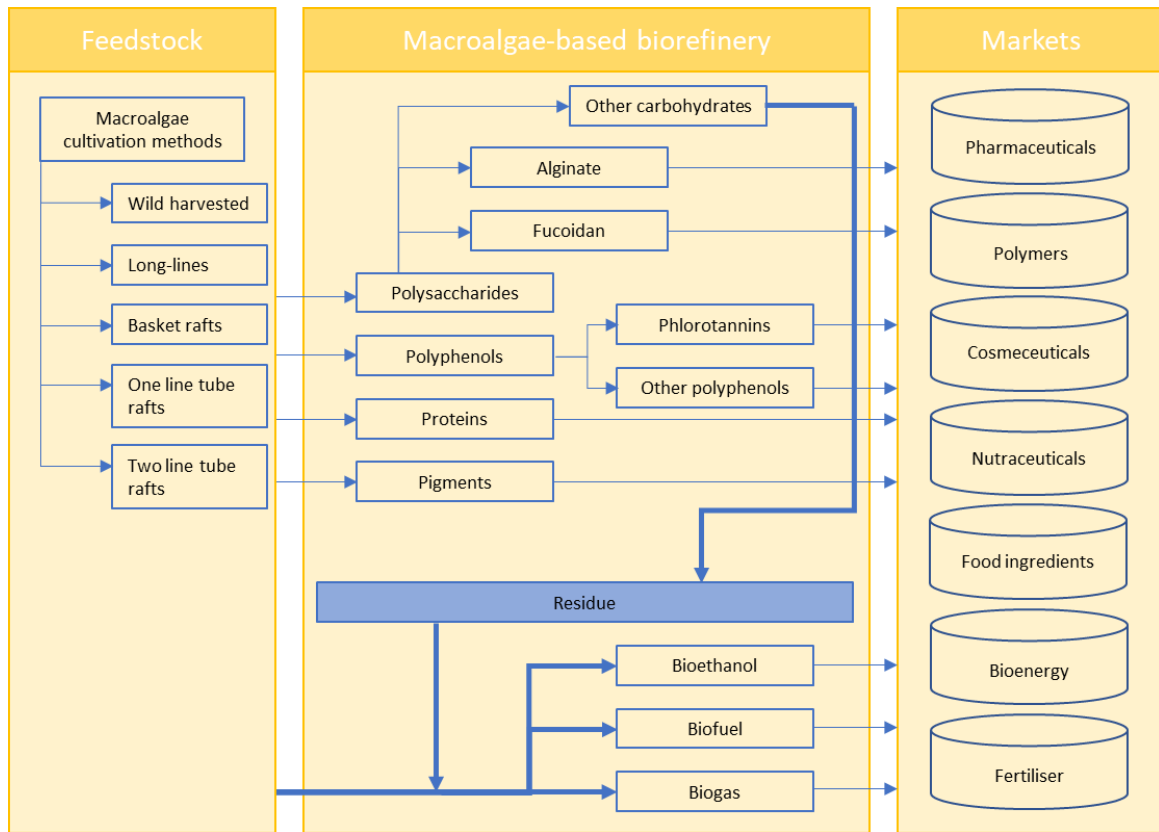 Feedstock
Macroalgae-based biorefinery
Markets
Macroalgae
cultivation methods
Wild harvested
Long-lines
Basket rafts
One line tube
rafts
Two line tube
rafts
Other carbohydrates
Alginate
Fucoidan
Polysaccharides
Polyphenols
Phlorotannins
Other polyphenols
Proteins
Pigments
Residue
Bioethanol
Biofuel
Biogas
Pharmaceuticals
Polymers
Cosmeceuticals
Nutraceuticals
Food ingredients
Bioenergy
Fertiliser